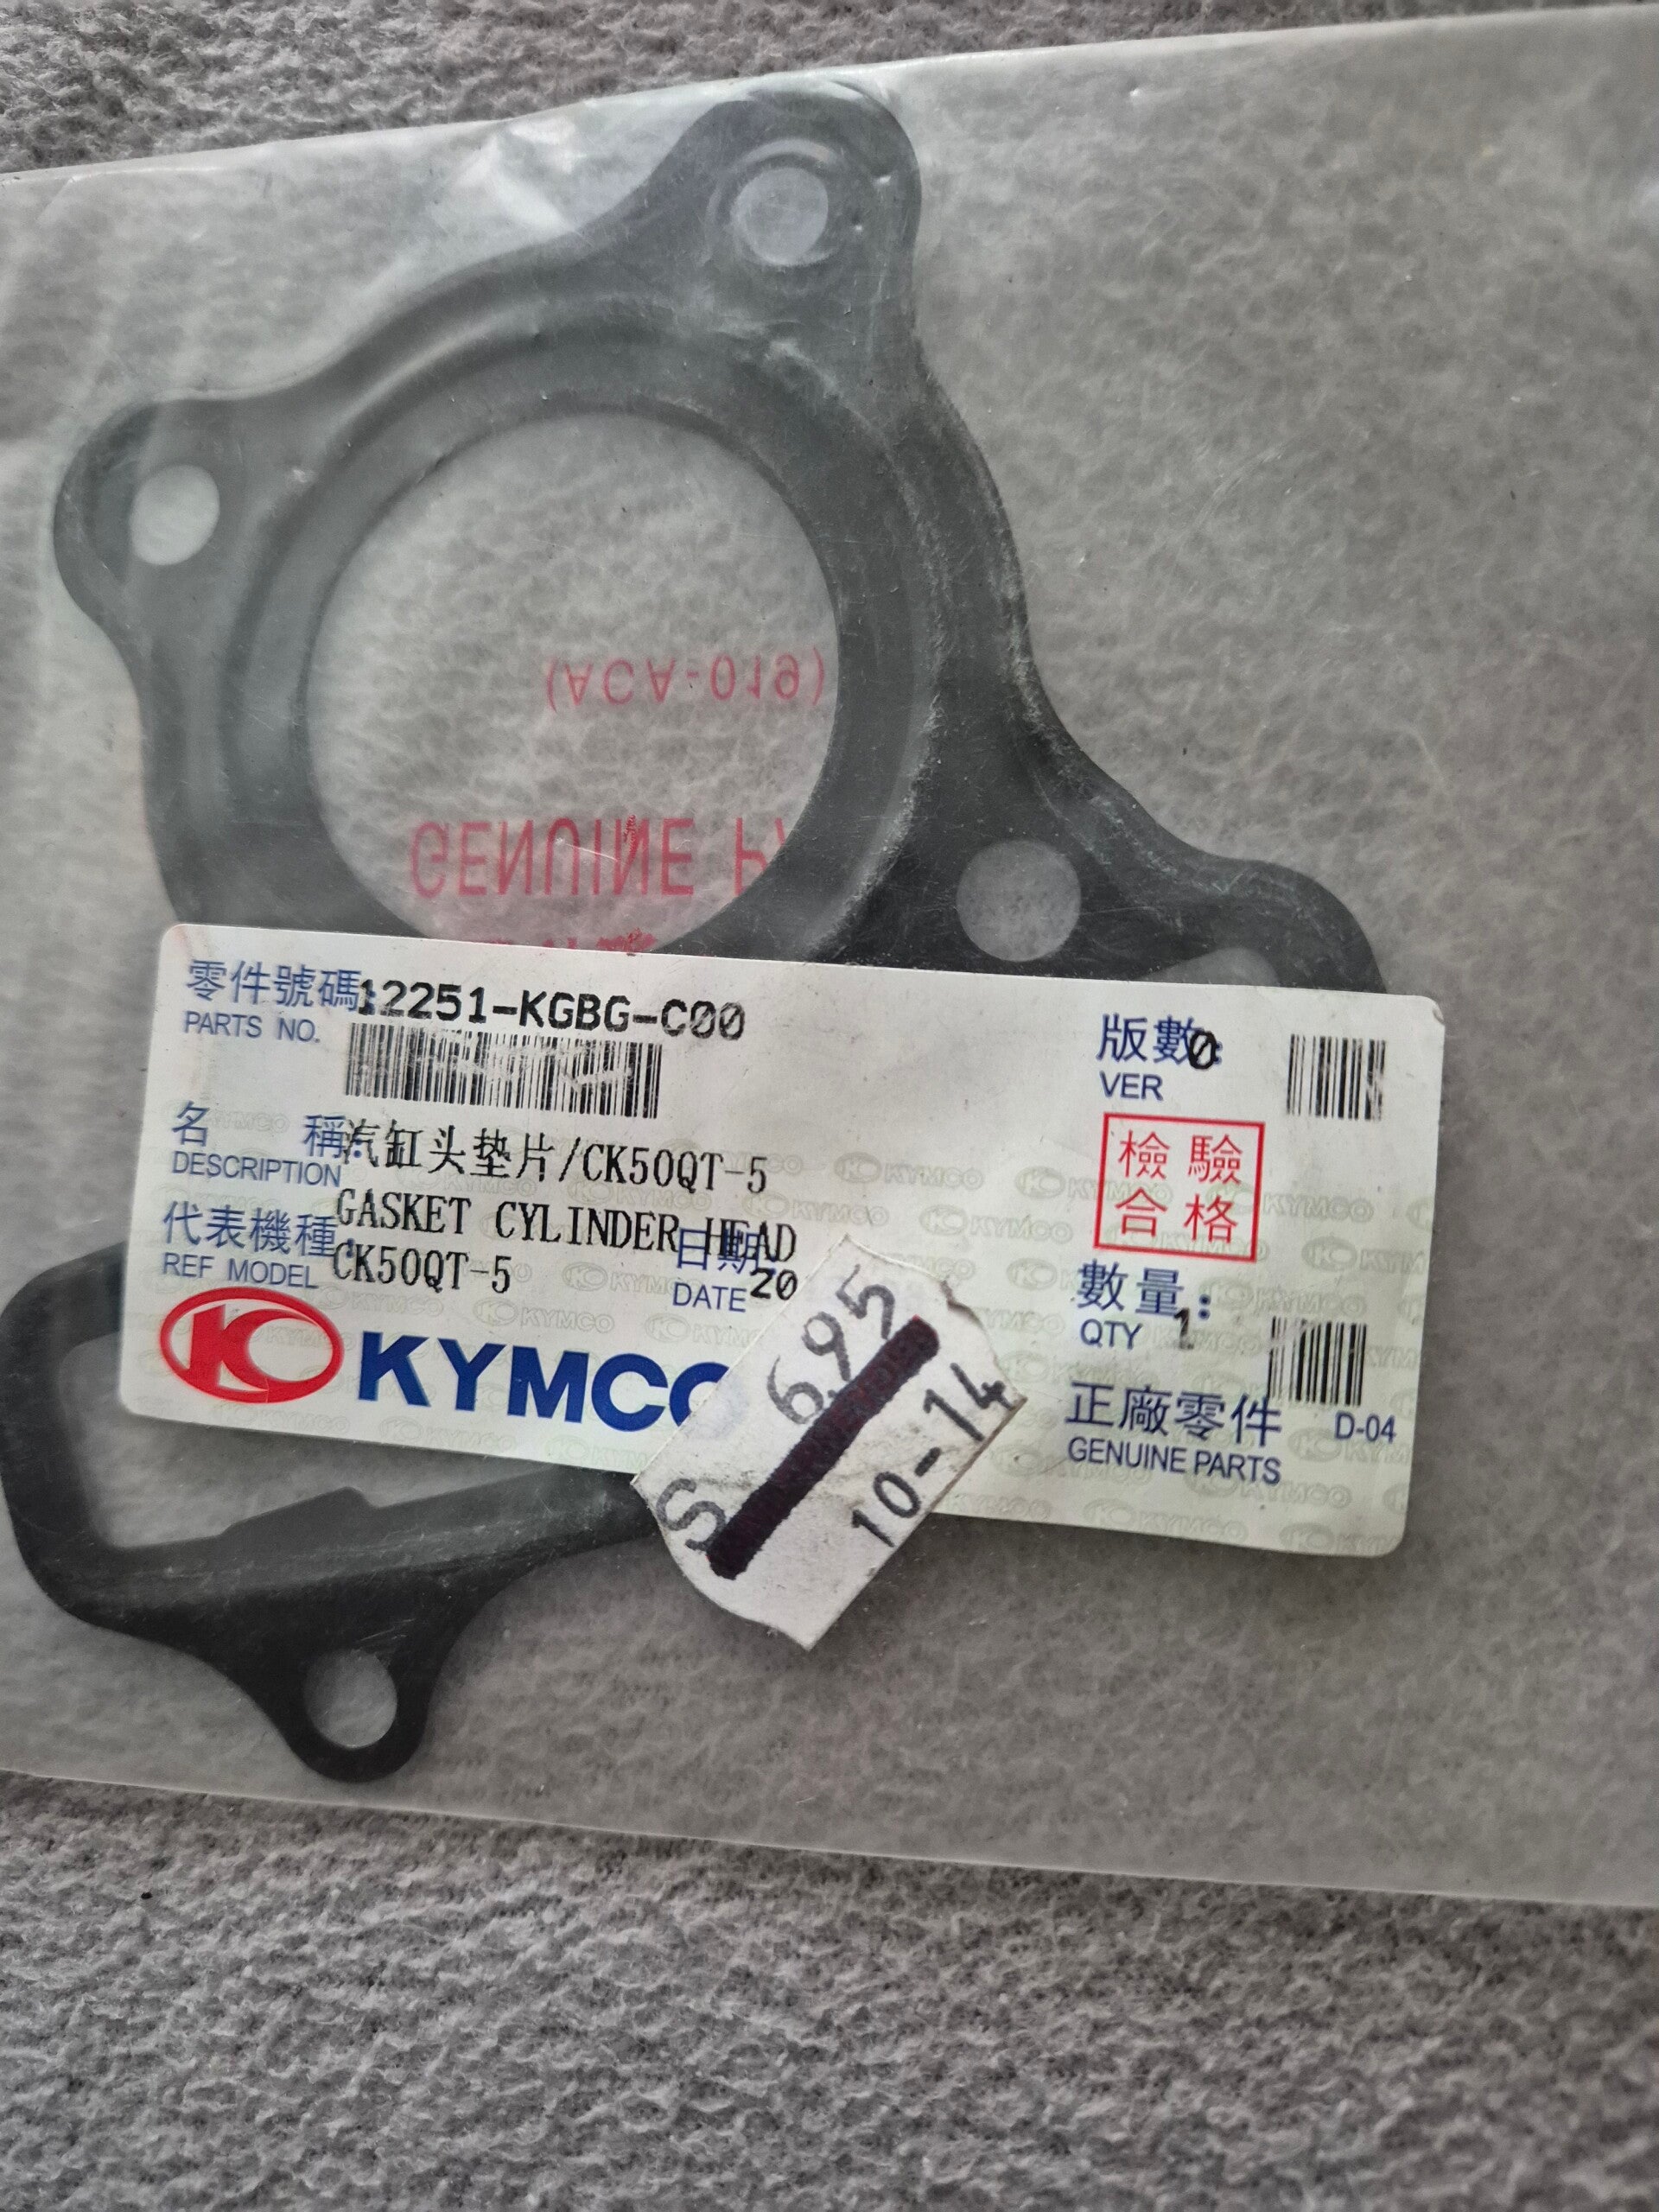 (ACA-019)
GENUINE
零件號碼:12251-KGBG-C00
PARTS NO.
版數:0
VER
名 稱:汽缸头垫片/CK50QT-5
DESCRIPTION
GASKET CYLINDER HEAD
檢驗
合格
代表機種:CK50QT-5
REF MODEL
日期:
DATE 20
數量:1
QTY
KYMCO
正廠零件
GENUINE PARTS
D-04
S 695
10-14